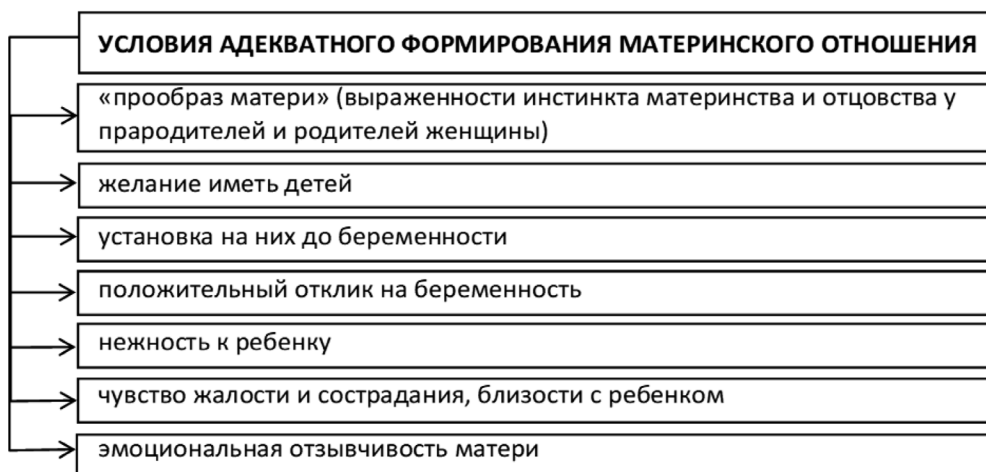 УСЛОВИЯ АДЕКВАТНОГО ФОРМИРОВАНИЯ МАТЕРИНСКОГО ОТНОШЕНИЯ
«прообраз матери» (выраженности инстинкта материнства и отцовства у
прародителей и родителей женщины)
желание иметь детей
установка на них до беременности
положительный отклик на беременность
нежность к ребенку
чувство жалости и сострадания, близости с ребенком
эмоциональная отзывчивость матери